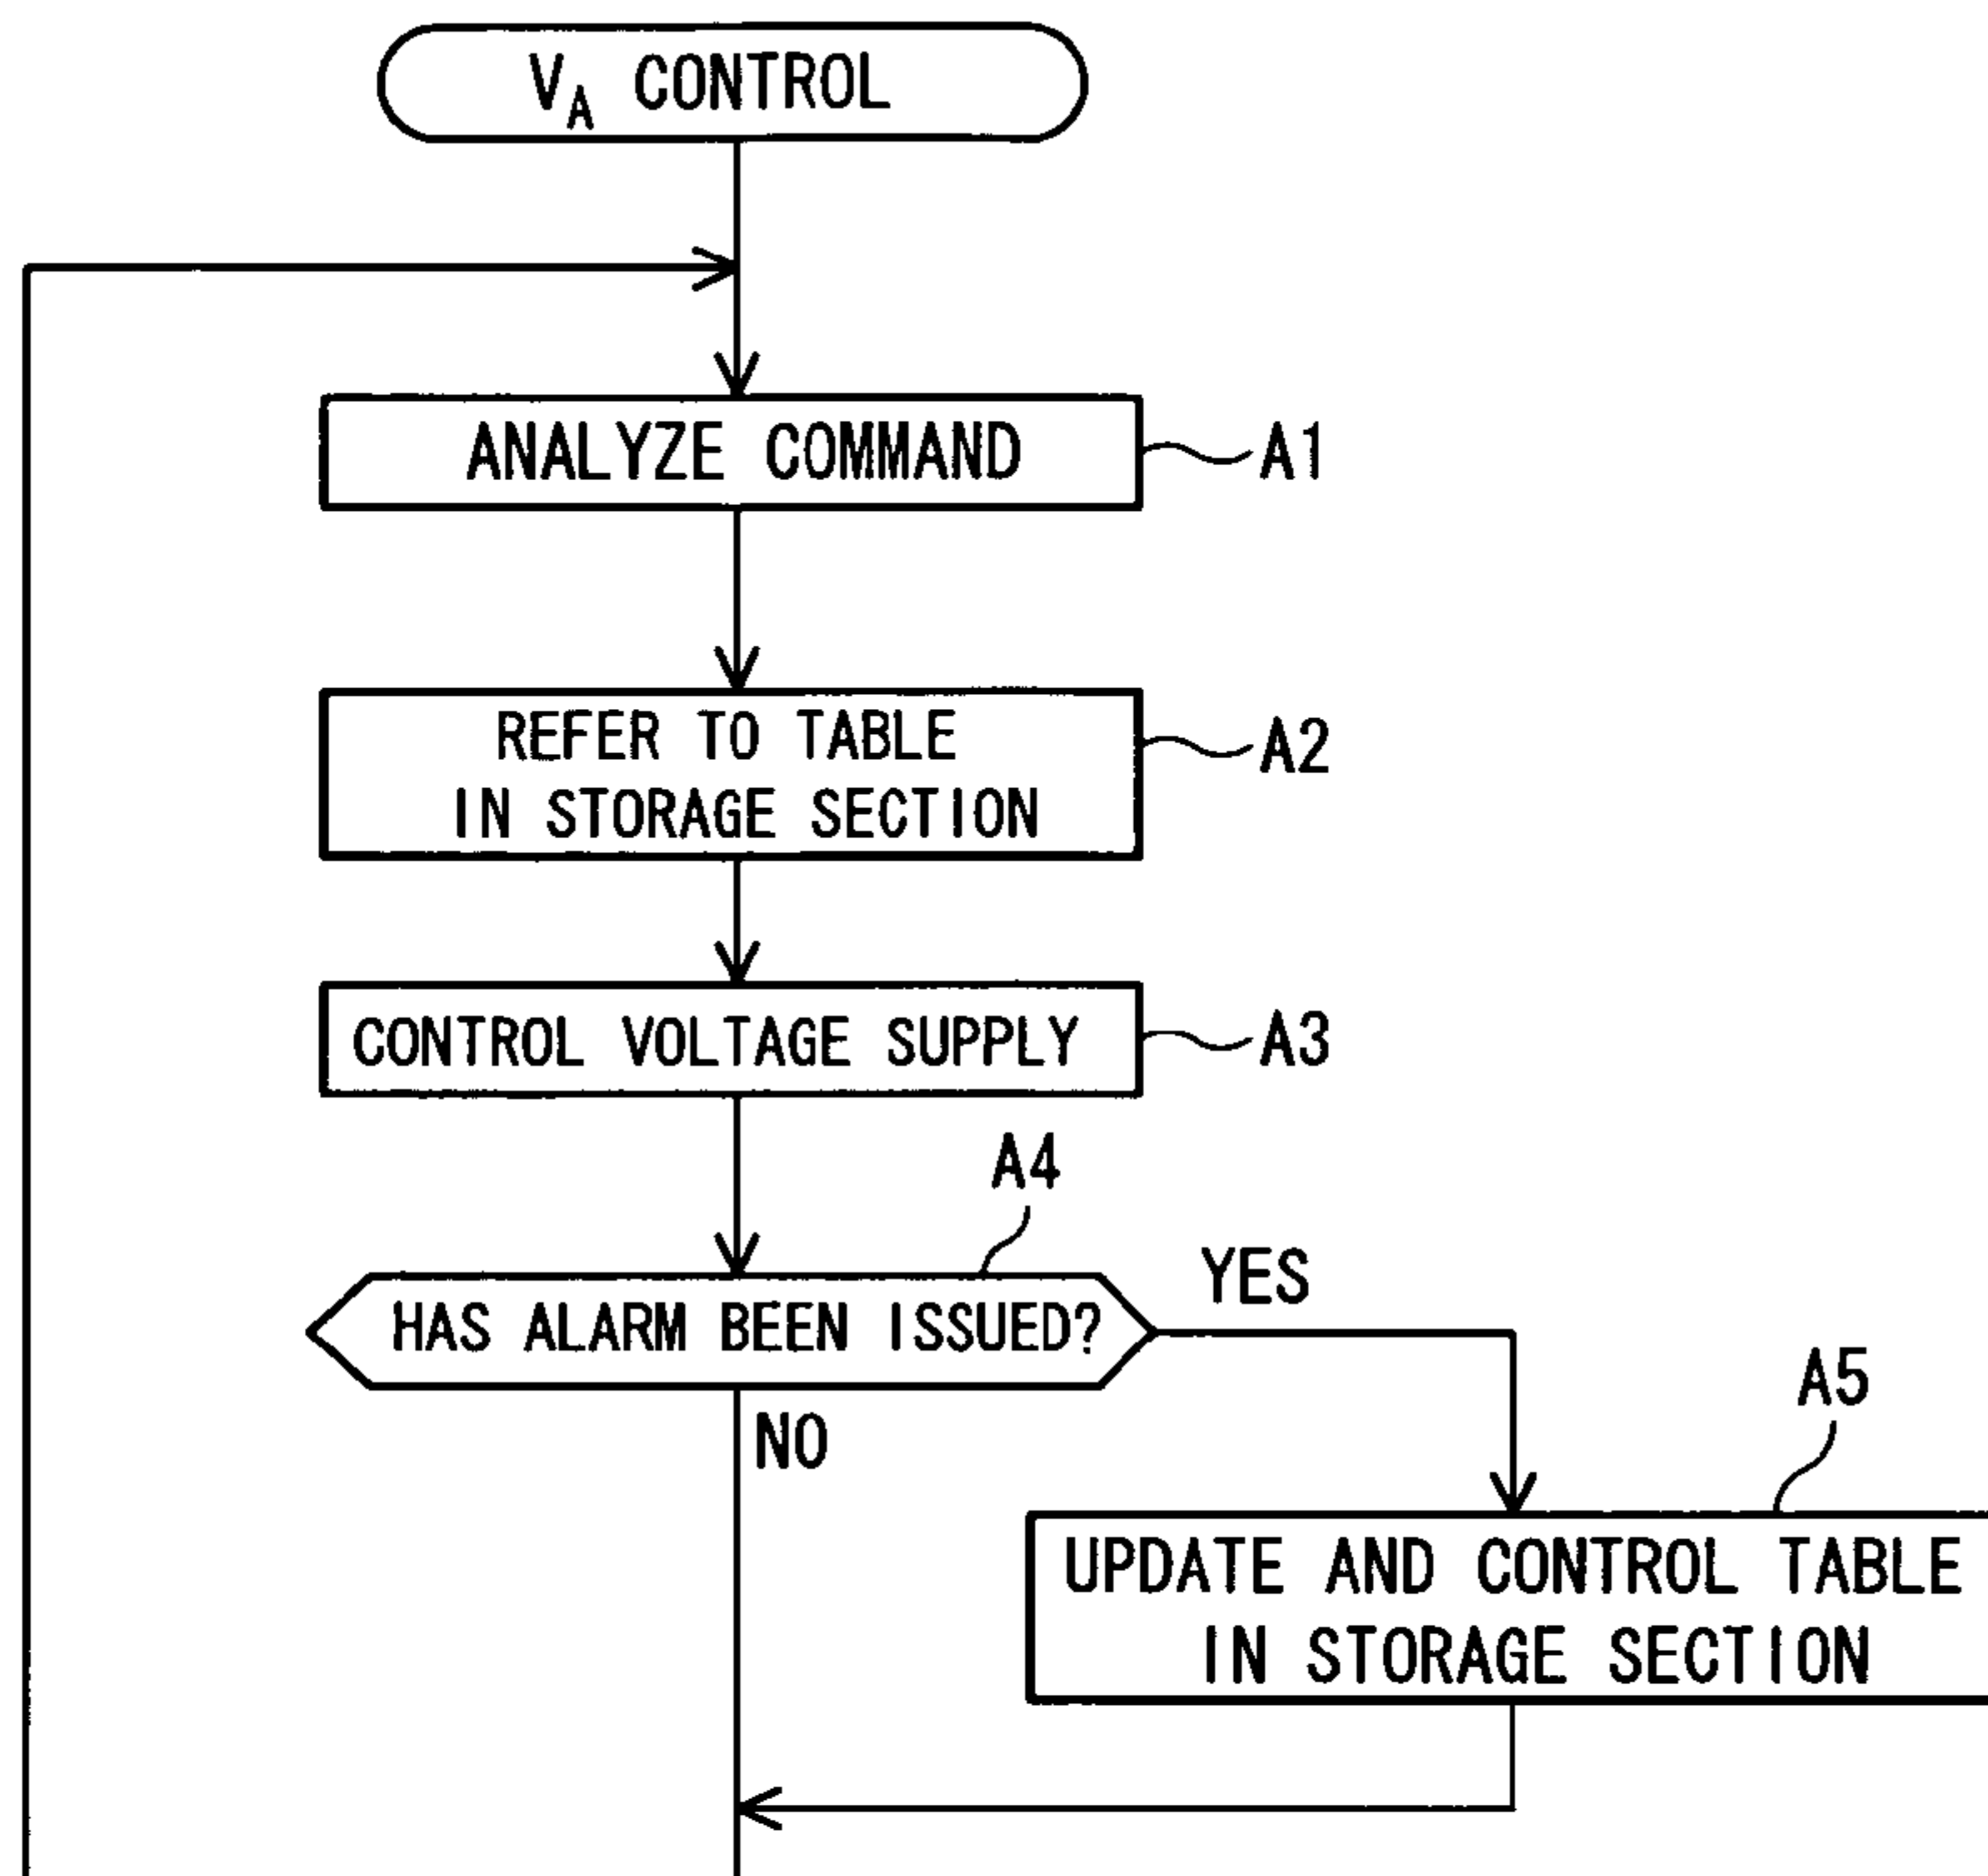 VA CONTROL
ANALYZE COMMAND
A1
REFER TO TABLE
IN STORAGE SECTION
A2
CONTROL VOLTAGE SUPPLY
A3
A4
HAS ALARM BEEN ISSUED?
YES
NO
A5
UPDATE AND CONTROL TABLE
IN STORAGE SECTION